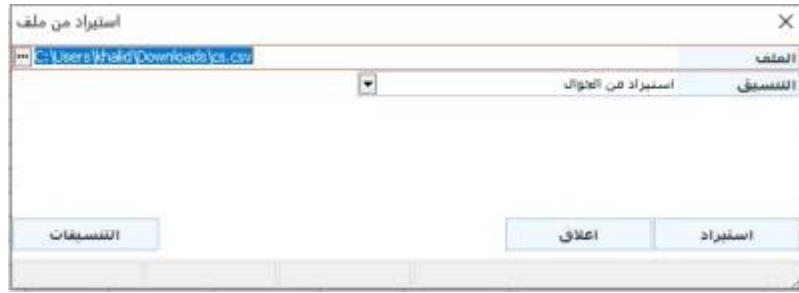 استيراد من ملف
الملف C:\Users\khalid\Downloads\cs.csv ...
التنسيق استيراد من الجوال
استيراد اغلاق التنسيقات